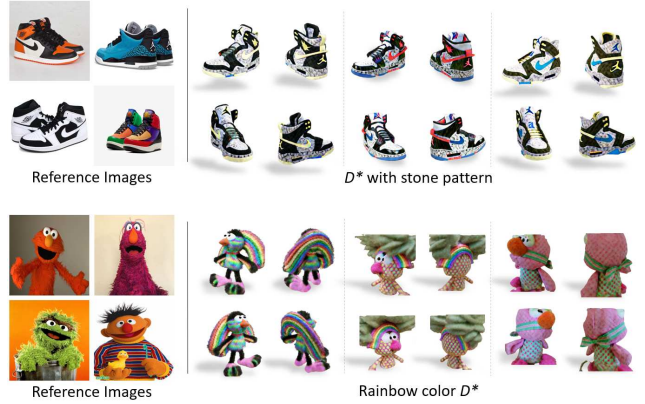 Reference Images
D* with stone pattern
Reference Images
Rainbow color D*